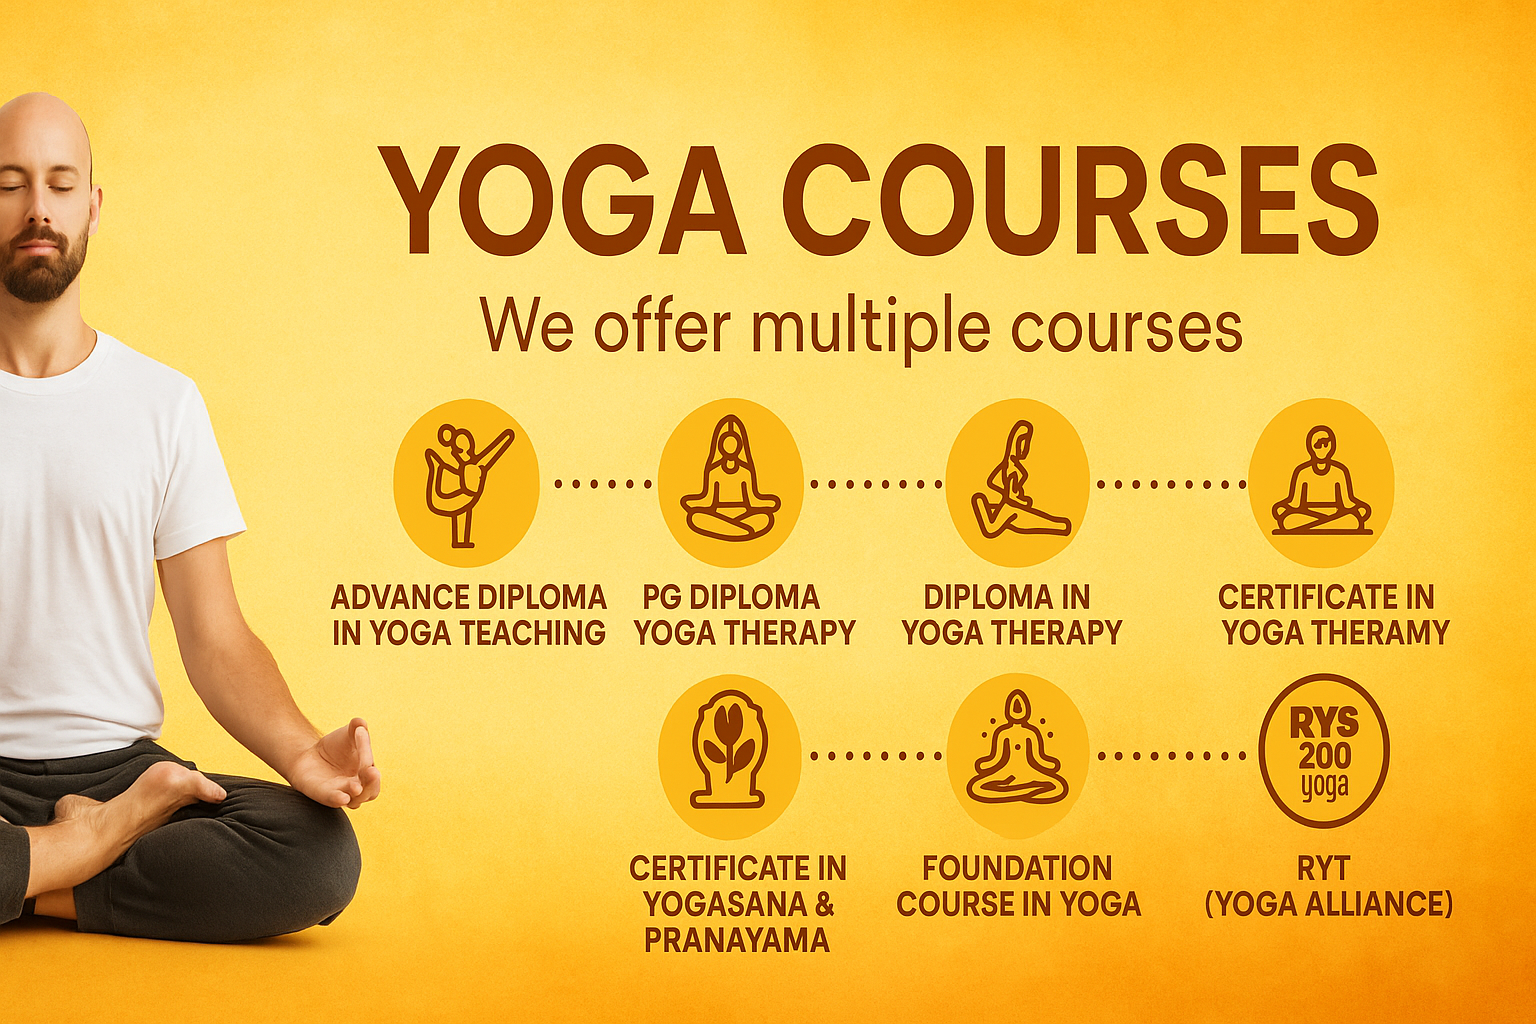 YOGA COURSES
We offer multiple courses
ADVANCE DIPLOMA
IN YOGA TEACHING
PG DIPLOMA
YOGA THERAPY
DIPLOMA IN
YOGA THERAPY
CERTIFICATE IN
YOGA THERAMY
CERTIFICATE IN
YOGASANA &
PRANAYAMA
FOUNDATION
COURSE IN YOGA
RYS
200
yoga
RYT
(YOGA ALLIANCE)